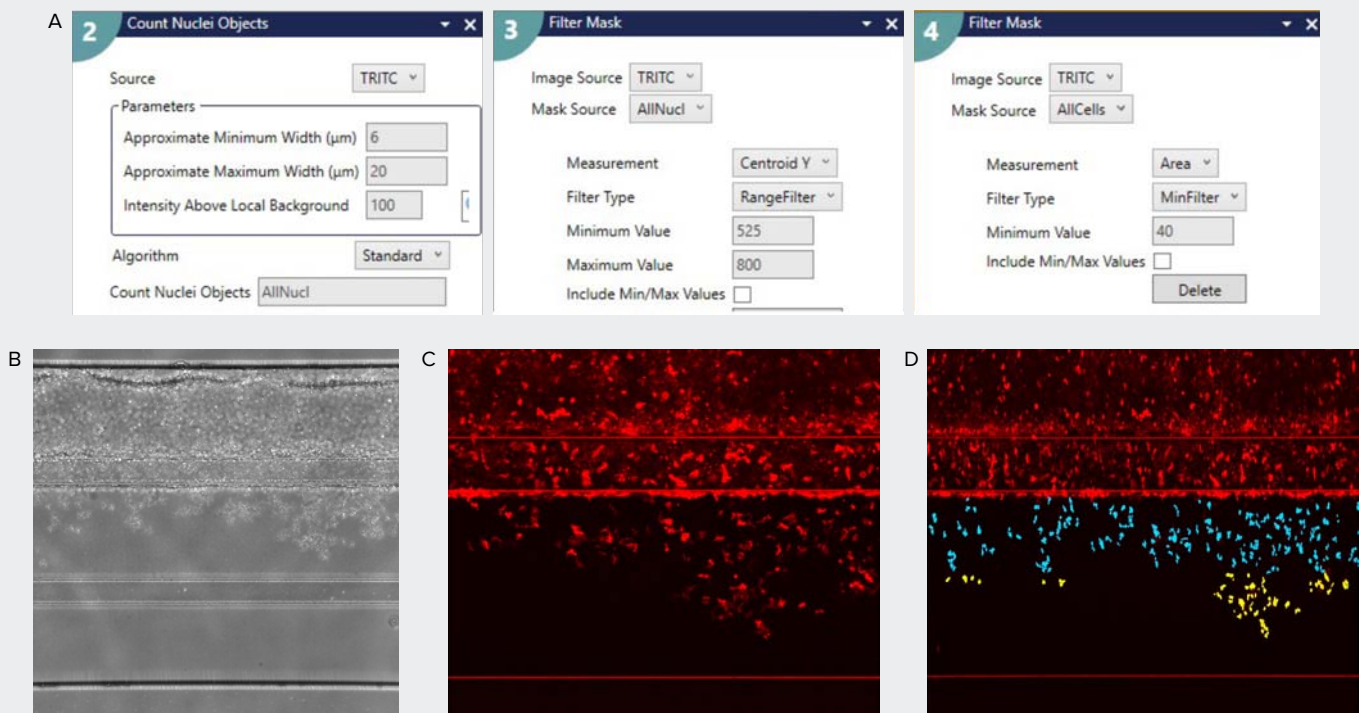 A
2 Count Nuclei Objects
Source TRITC
Parameters
Approximate Minimum Width (μm) 6
Approximate Maximum Width (μm) 20
Intensity Above Local Background 100
Algorithm Standard
Count Nuclei Objects AllNucl
3 Filter Mask
Image Source TRITC
Mask Source AllNucl
Measurement Centroid Y
Filter Type RangeFilter
Minimum Value 525
Maximum Value 800
Include Min/Max Values
4 Filter Mask
Image Source TRITC
Mask Source AllCells
Measurement Area
Filter Type MinFilter
Minimum Value 40
Include Min/Max Values
Delete
B
C
D